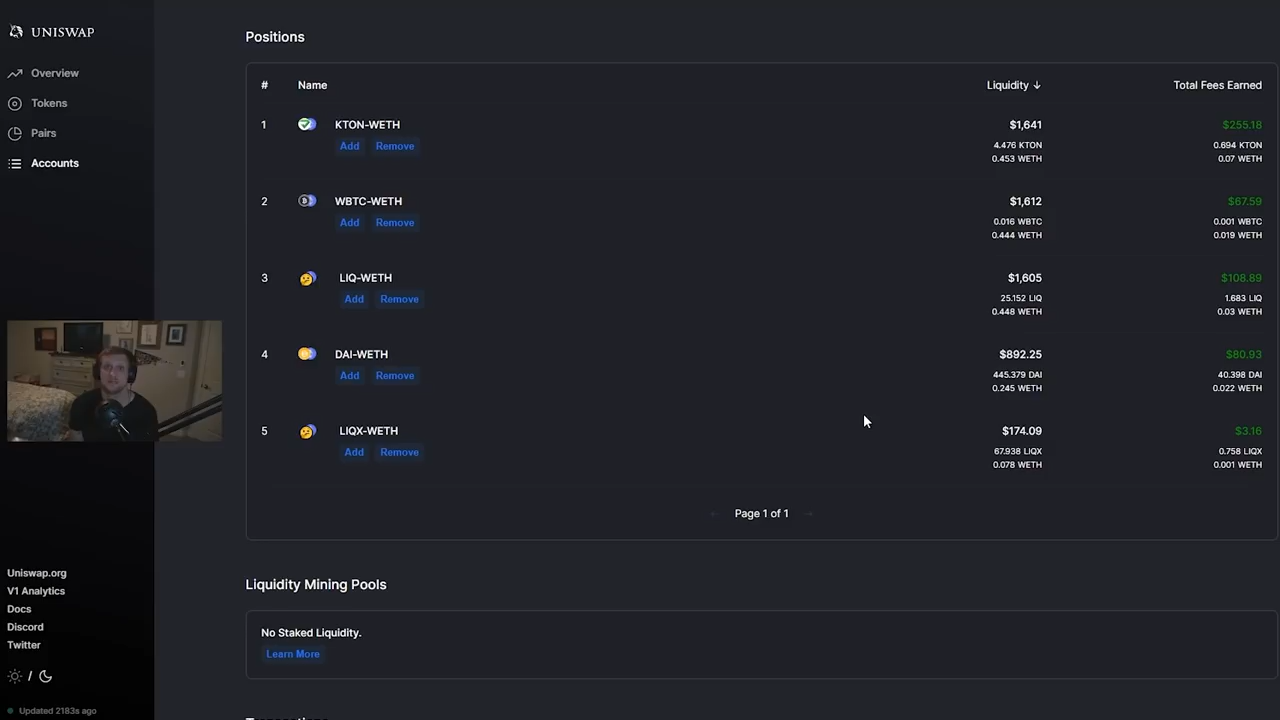 UNISWAP
Overview
Tokens
Pairs
Accounts
Uniswap.org
V1 Analytics
Docs
Discord
Twitter
/
Updated 2183s ago
Positions
# Name Liquidity ↓ Total Fees Earned
1 KTON-WETH $1,641 $255.18
Add Remove 4.476 KTON 0.694 KTON
0.453 WETH 0.07 WETH
2 WBTC-WETH $1,612 $67.59
Add Remove 0.016 WBTC 0.001 WBTC
0.444 WETH 0.019 WETH
3 LIQ-WETH $1,605 $108.89
Add Remove 25.152 LIQ 1.683 LIQ
0.448 WETH 0.03 WETH
4 DAI-WETH $892.25 $80.93
Add Remove 445.379 DAI 40.398 DAI
0.245 WETH 0.022 WETH
5 LIQX-WETH $174.09 $3.16
Add Remove 67.938 LIQX 0.758 LIQX
0.078 WETH 0.001 WETH
← Page 1 of 1 →
Liquidity Mining Pools
No Staked Liquidity.
Learn More